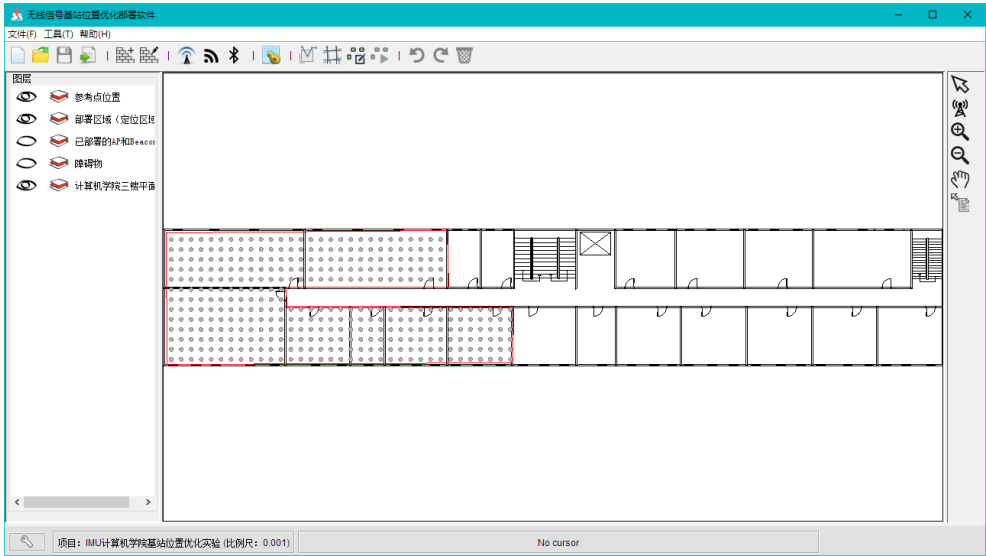 无线信号基站位置优化部署软件
文件(F) 工具(T) 帮助(H)
图层
参考点位置
部署区域（定位区域
已部署的AP和Beacon
障碍物
计算机学院三楼平面
项目：IMU计算机学院基站位置优化实验 (比例尺：0.001)
No cursor